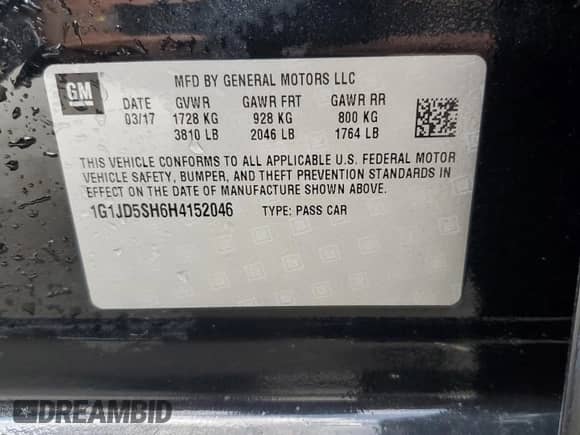 GM
MFD BY GENERAL MOTORS LLC
DATE GVWR GAWR FRT GAWR RR
03/17 1728 KG 928 KG 800 KG
3810 LB 2046 LB 1764 LB
THIS VEHICLE CONFORMS TO ALL APPLICABLE U.S. FEDERAL MOTOR
VEHICLE SAFETY, BUMPER, AND THEFT PREVENTION STANDARDS IN
EFFECT ON THE DATE OF MANUFACTURE SHOWN ABOVE.
1G1JD5SH6H4152046 TYPE: PASS CAR
DREAMBID